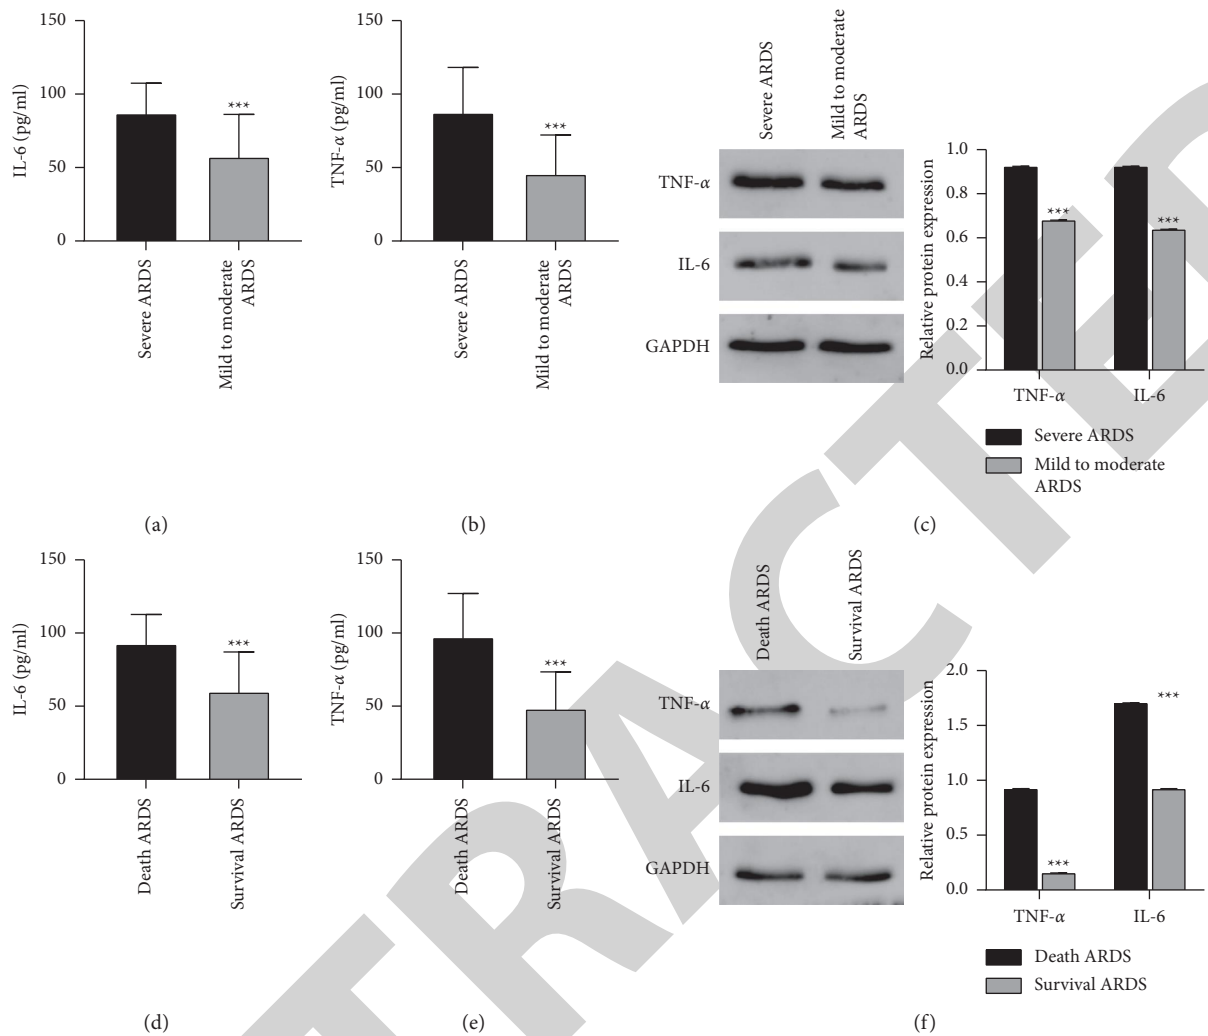 150
100
50
0
IL-6 (pg/ml)
***
Severe ARDS
Mild to moderate
ARDS
(a)
150
100
50
0
TNF-α (pg/ml)
***
Severe ARDS
Mild to moderate
ARDS
(b)
Severe ARDS
Mild to moderate
ARDS
TNF-α
IL-6
GAPDH
1.0
0.8
0.6
0.4
0.2
0.0
Relative protein expression
***
***
TNF-α
IL-6
Severe ARDS
Mild to moderate
ARDS
(c)
150
100
50
0
IL-6 (pg/ml)
***
Death ARDS
Survival ARDS
(d)
150
100
50
0
TNF-α (pg/ml)
***
Death ARDS
Survival ARDS
(e)
Death ARDS
Survival ARDS
TNF-α
IL-6
GAPDH
2.0
1.5
1.0
0.5
0.0
Relative protein expression
***
***
TNF-α
IL-6
Death ARDS
Survival ARDS
(f)
TRACTED